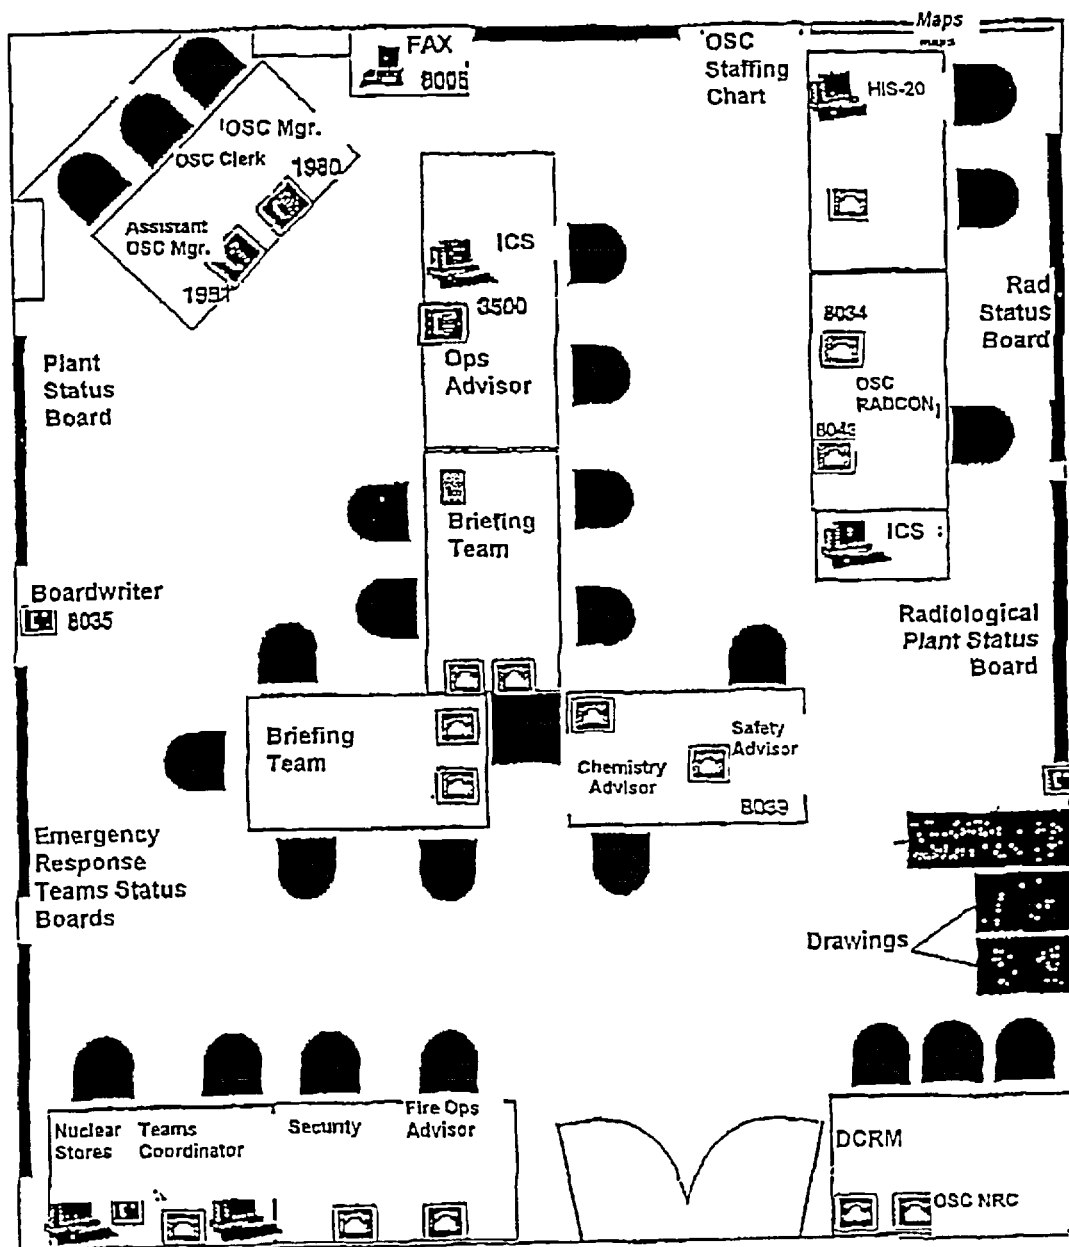 Maps
maps
FAX
8005
OSC
Staffing
Chart
HIS-20
OSC Mgr.
OSC Clerk
1980
Assistant
OSC Mgr.
1981
ICS
3500
Ops
Advisor
Rad
Status
Board
8034
OSC
RADCON
8043
ICS :
Plant
Status
Board
Briefing
Team
Boardwriter
8035
Radiological
Plant Status
Board
Briefing
Team
Safety
Advisor
Chemistry
Advisor
8039
Emergency
Response
Teams Status
Boards
Drawings
Nuclear
Stores
Teams
Coordinator
Security
Fire Ops
Advisor
DCRM
OSC NRC